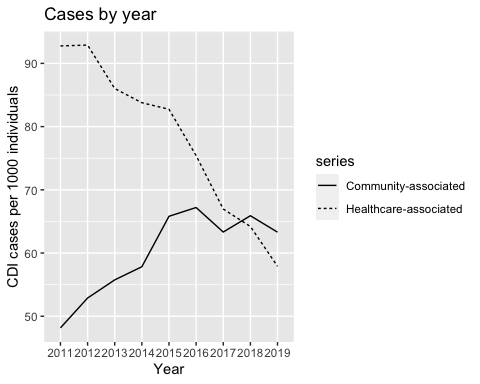 Cases by year
CDI cases per 1000 individuals
90
80
70
60
50
2011 2012 2013 2014 2015 2016 2017 2018 2019
Year
series
Community-associated
Healthcare-associated